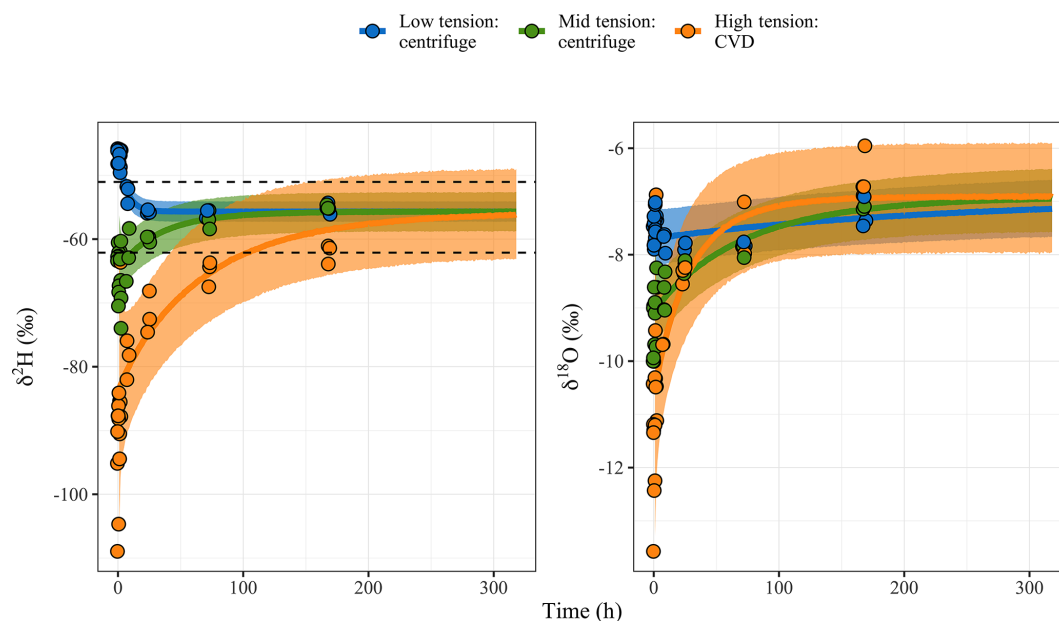 Low tension:
centrifuge
Mid tension:
centrifuge
High tension:
CVD
δ²H (‰)
-60
-80
-100
0
100
200
300
δ¹⁸O (‰)
-6
-8
-10
-12
0
100
200
300
Time (h)